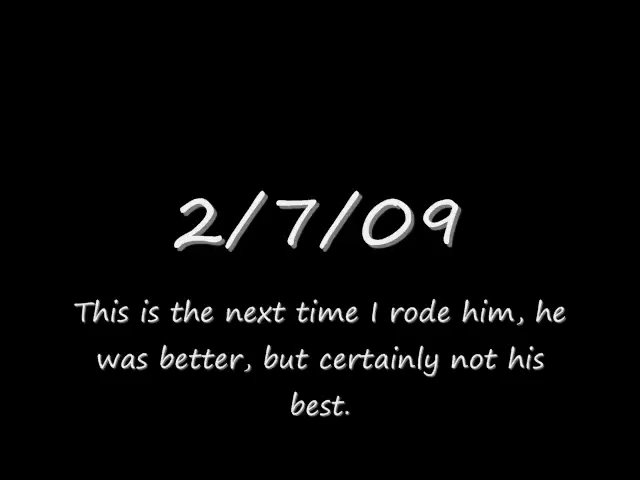 2/7/09
This is the next time I rode him, he
was better, but certainly not his
best.